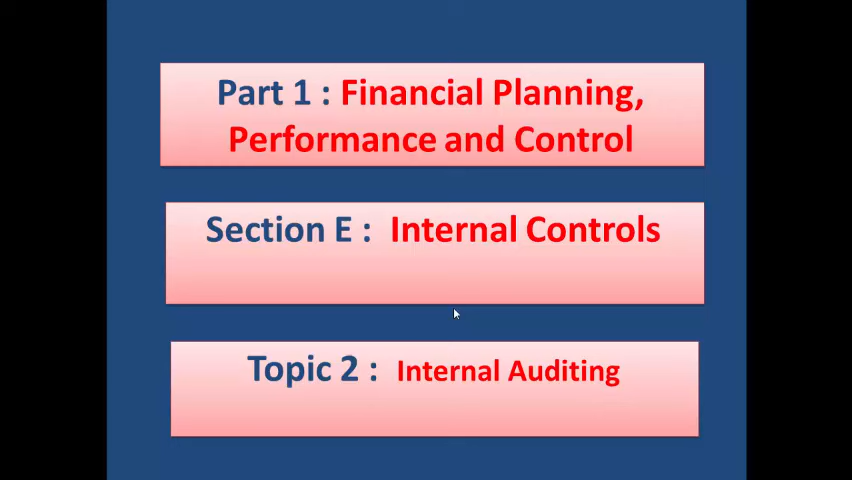 Part 1 : Financial Planning,
Performance and Control
Section E : Internal Controls
Topic 2 : Internal Auditing